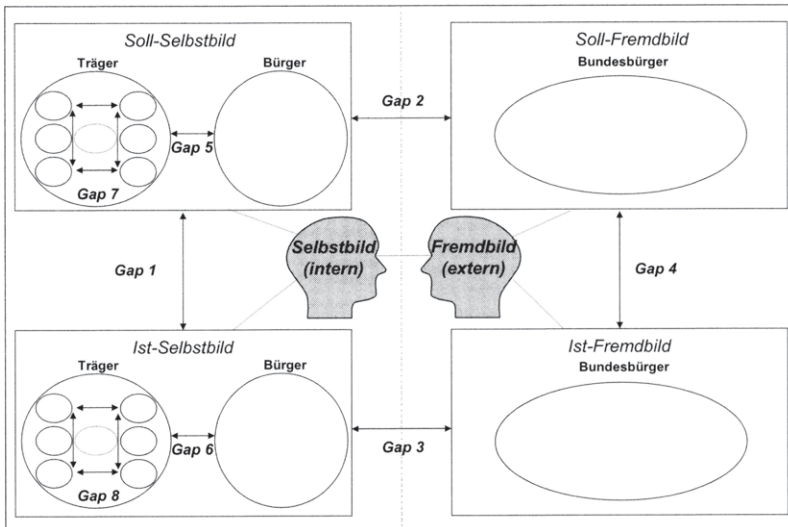 Soll-Selbstbild
Träger
Bürger
Gap 5
Gap 7
Gap 2
Soll-Fremdbild
Bundesbürger
Gap 1
Selbstbild
(intern)
Fremdbild
(extern)
Gap 4
Ist-Selbstbild
Träger
Bürger
Gap 6
Gap 8
Gap 3
Ist-Fremdbild
Bundesbürger